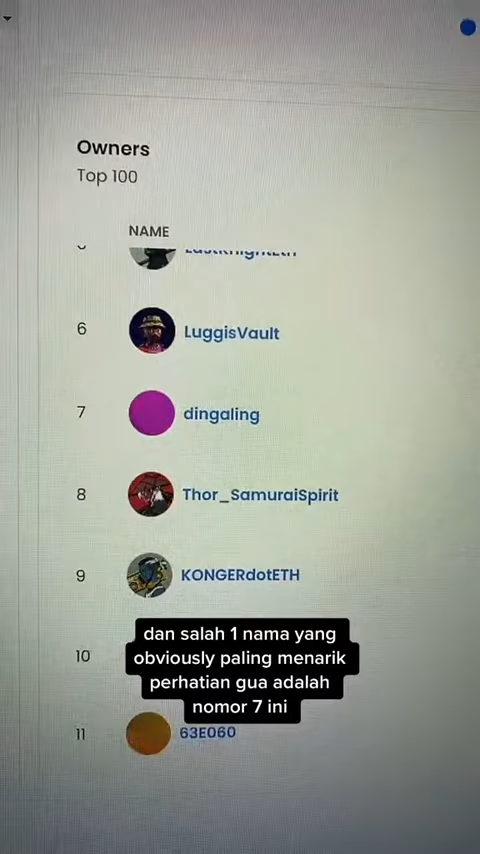 Owners
Top 100
NAME
6 LuggisVault
7 dingaling
8 Thor_SamuraiSpirit
9 KONGERdotETH
10
11 63E060
dan salah 1 nama yang
obviously paling menarik
perhatian gua adalah
nomor 7 ini